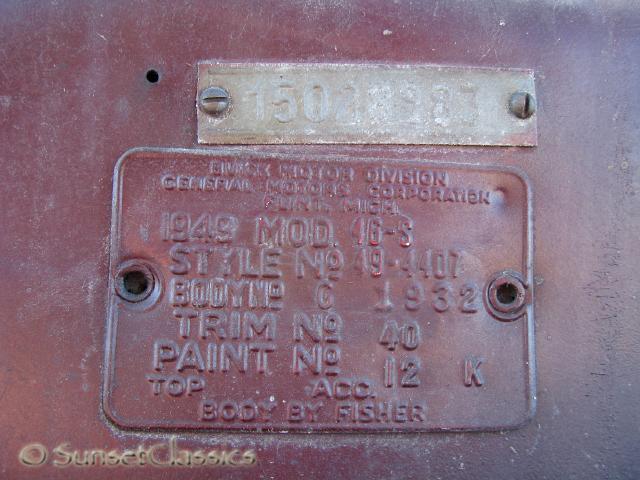 BUICK MOTOR DIVISION
GENERAL MOTORS CORPORATION
FLINT, MICH.
1949 MOD. 46-S
STYLE Nº 49-4407
BODY Nº C 1932
TRIM Nº 40
PAINT Nº 12 K
TOP ACC.
BODY BY FISHER
© SunsetClassics